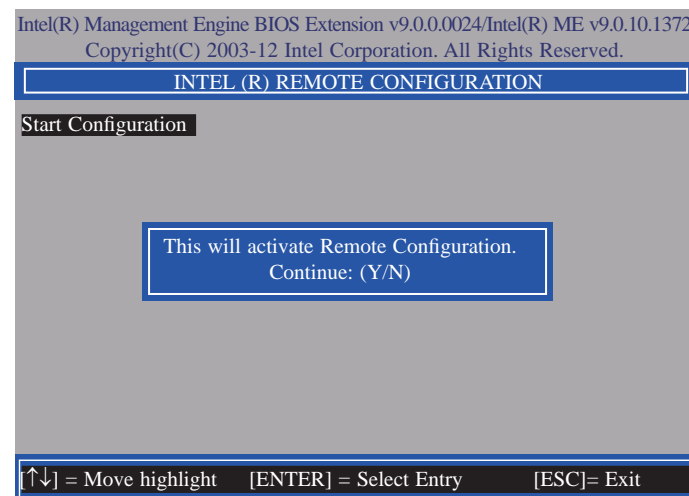 Intel(R) Management Engine BIOS Extension v9.0.0.0024/Intel(R) ME v9.0.10.1372
Copyright(C) 2003-12 Intel Corporation. All Rights Reserved.
INTEL (R) REMOTE CONFIGURATION
Start Configuration
This will activate Remote Configuration.
Continue: (Y/N)
[↑↓] = Move highlight [ENTER] = Select Entry [ESC]= Exit